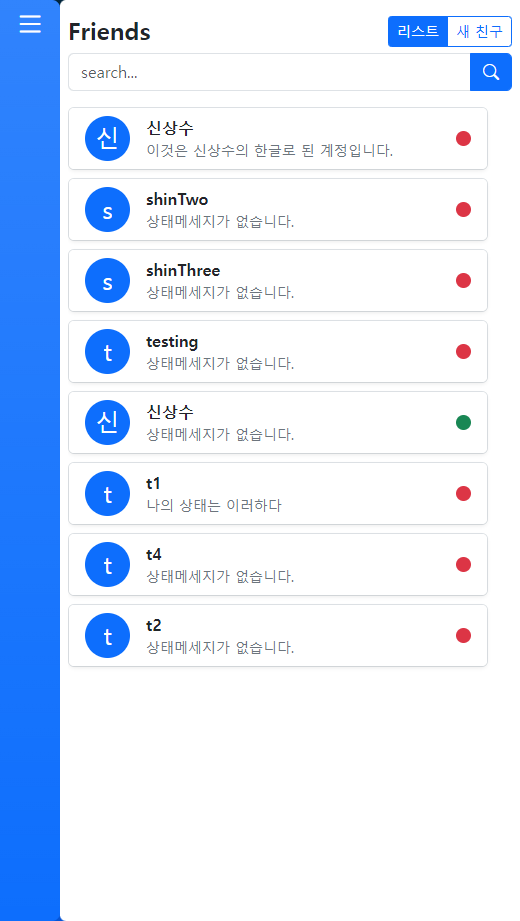 Friends
리스트
새 친구
search...
신
신상수
이것은 신상수의 한글로 된 계정입니다.
s
shinTwo
상태메세지가 없습니다.
s
shinThree
상태메세지가 없습니다.
t
testing
상태메세지가 없습니다.
신
신상수
상태메세지가 없습니다.
t
t1
나의 상태는 이러하다
t
t4
상태메세지가 없습니다.
t
t2
상태메세지가 없습니다.